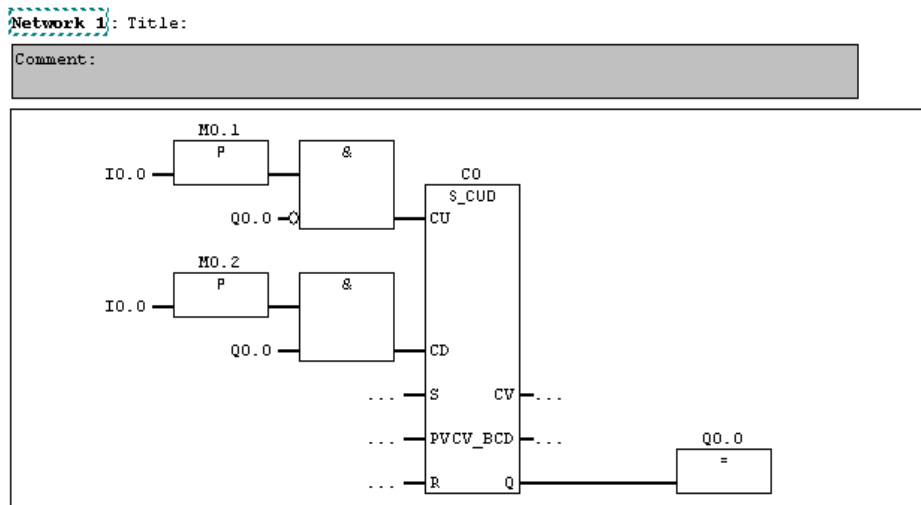 Network 1: Title:
Comment:
M0.1
P
&
I0.0
C0
S_CUD
Q0.0
CU
M0.2
P
&
I0.0
Q0.0
CD
...
S
CV
...
...
PV
CV_BCD
...
Q0.0
=
...
R
Q